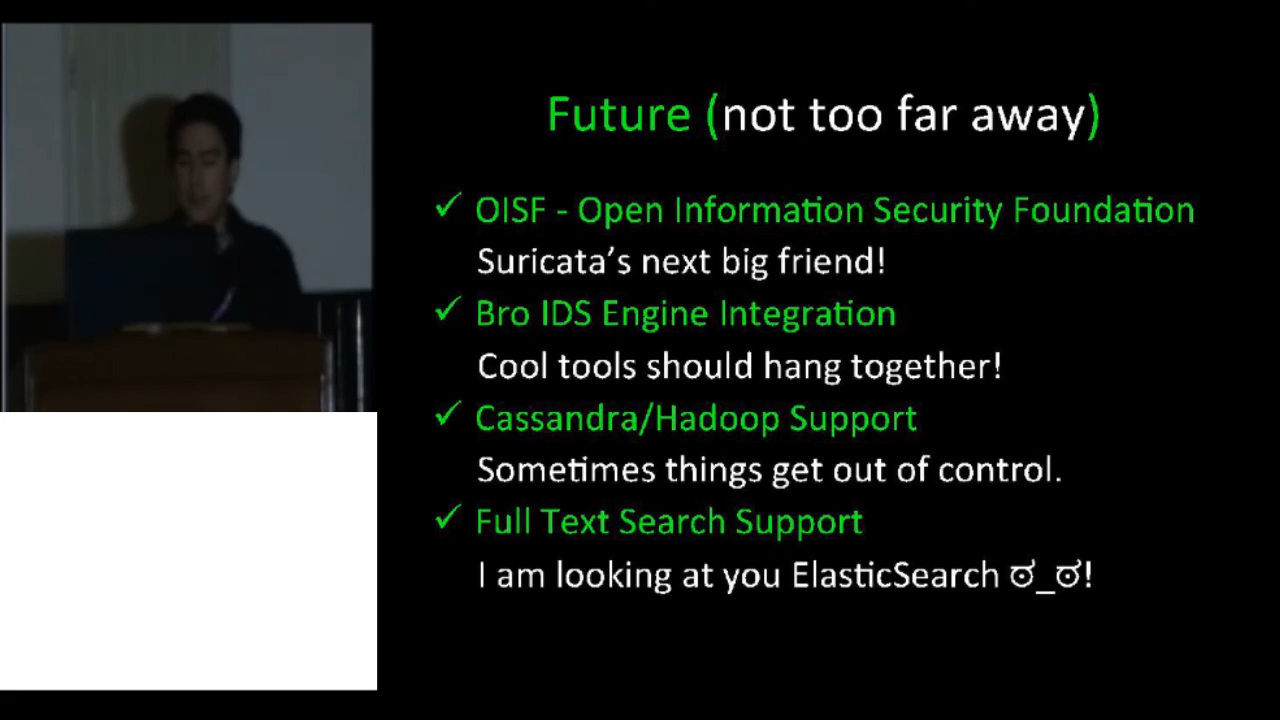 Future (not too far away)
✓ OISF - Open Information Security Foundation
Suricata’s next big friend!
✓ Bro IDS Engine Integration
Cool tools should hang together!
✓ Cassandra/Hadoop Support
Sometimes things get out of control.
✓ Full Text Search Support
I am looking at you ElasticSearch ಠ_ಠ!